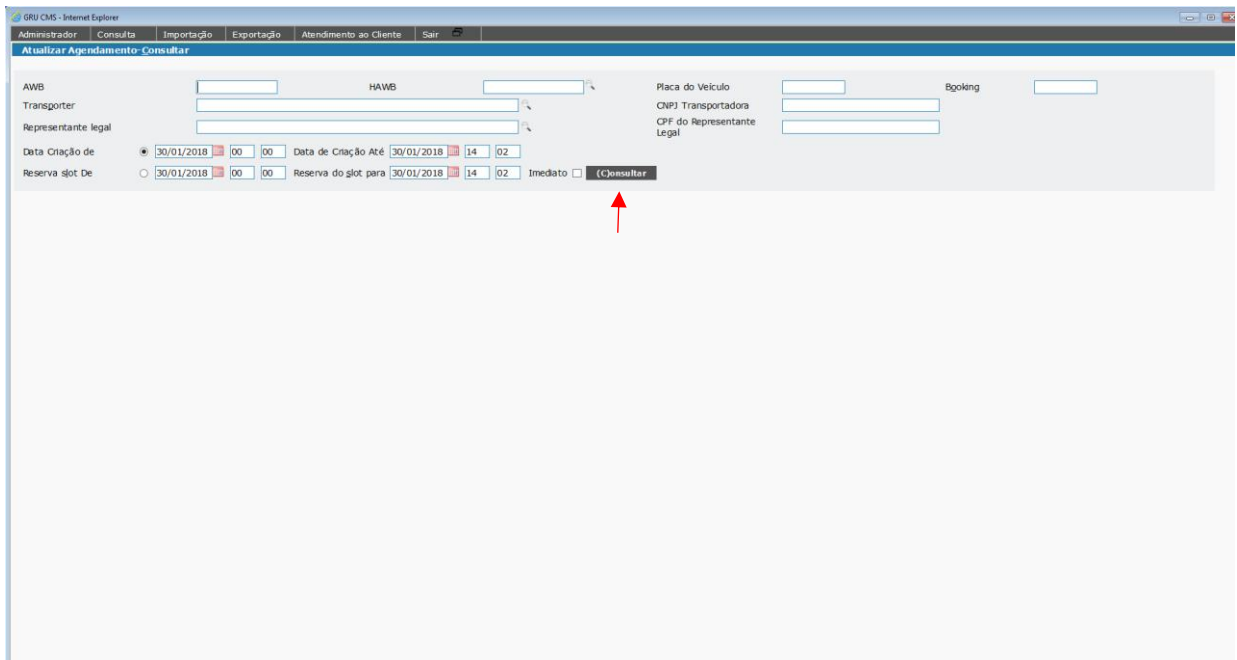 GRU CMS - Internet Explorer
Administrador Consulta Importação Exportação Atendimento ao Cliente Sair
Atualizar Agendamento-Consultar
AWB HAWB Placa do Veículo Booking
Transporter CNPJ Transportadora
Representante legal CPF do Representante Legal
Data Criação de 30/01/2018 00 00 Data de Criação Até 30/01/2018 14 02
Reserva slot De 30/01/2018 00 00 Reserva do slot para 30/01/2018 14 02 Imediato (C)onsultar